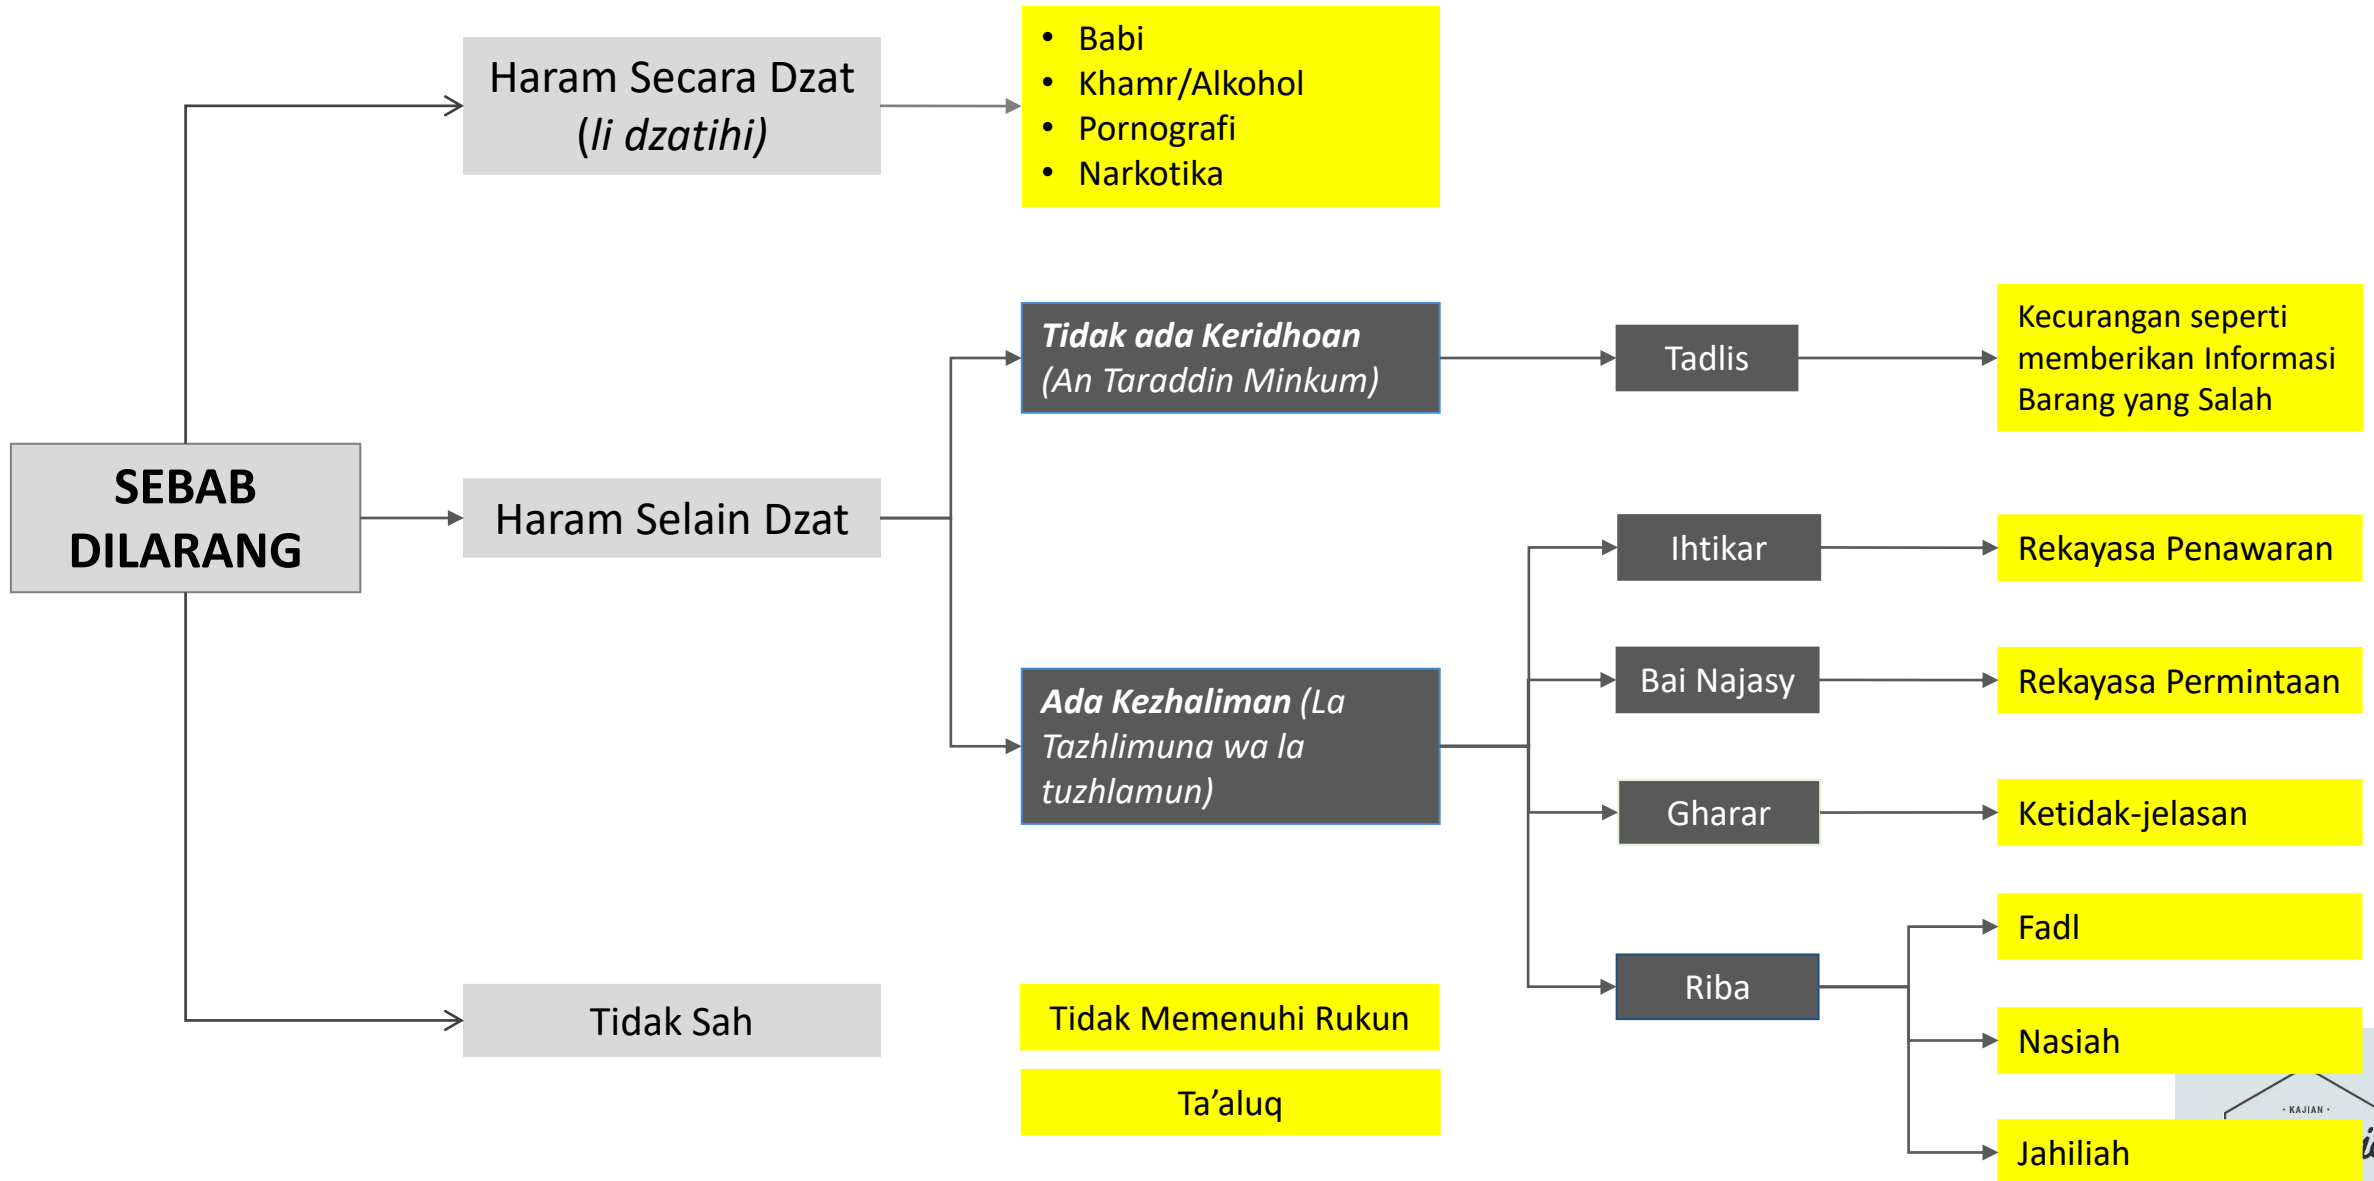 SEBAB
DILARANG
Haram Secara Dzat
(li dzatihi)
• Babi
• Khamr/Alkohol
• Pornografi
• Narkotika
Haram Selain Dzat
Tidak ada Keridhoan
(An Taraddin Minkum)
Tadlis
Kecurangan seperti
memberikan Informasi
Barang yang Salah
Ada Kezhaliman (La
Tazhlimuna wa la
tuzhlamun)
Ihtikar
Rekayasa Penawaran
Bai Najasy
Rekayasa Permintaan
Gharar
Ketidak-jelasan
Riba
Fadl
Nasiah
Jahiliah
Tidak Sah
Tidak Memenuhi Rukun
Ta’aluq
• KAJIAN •